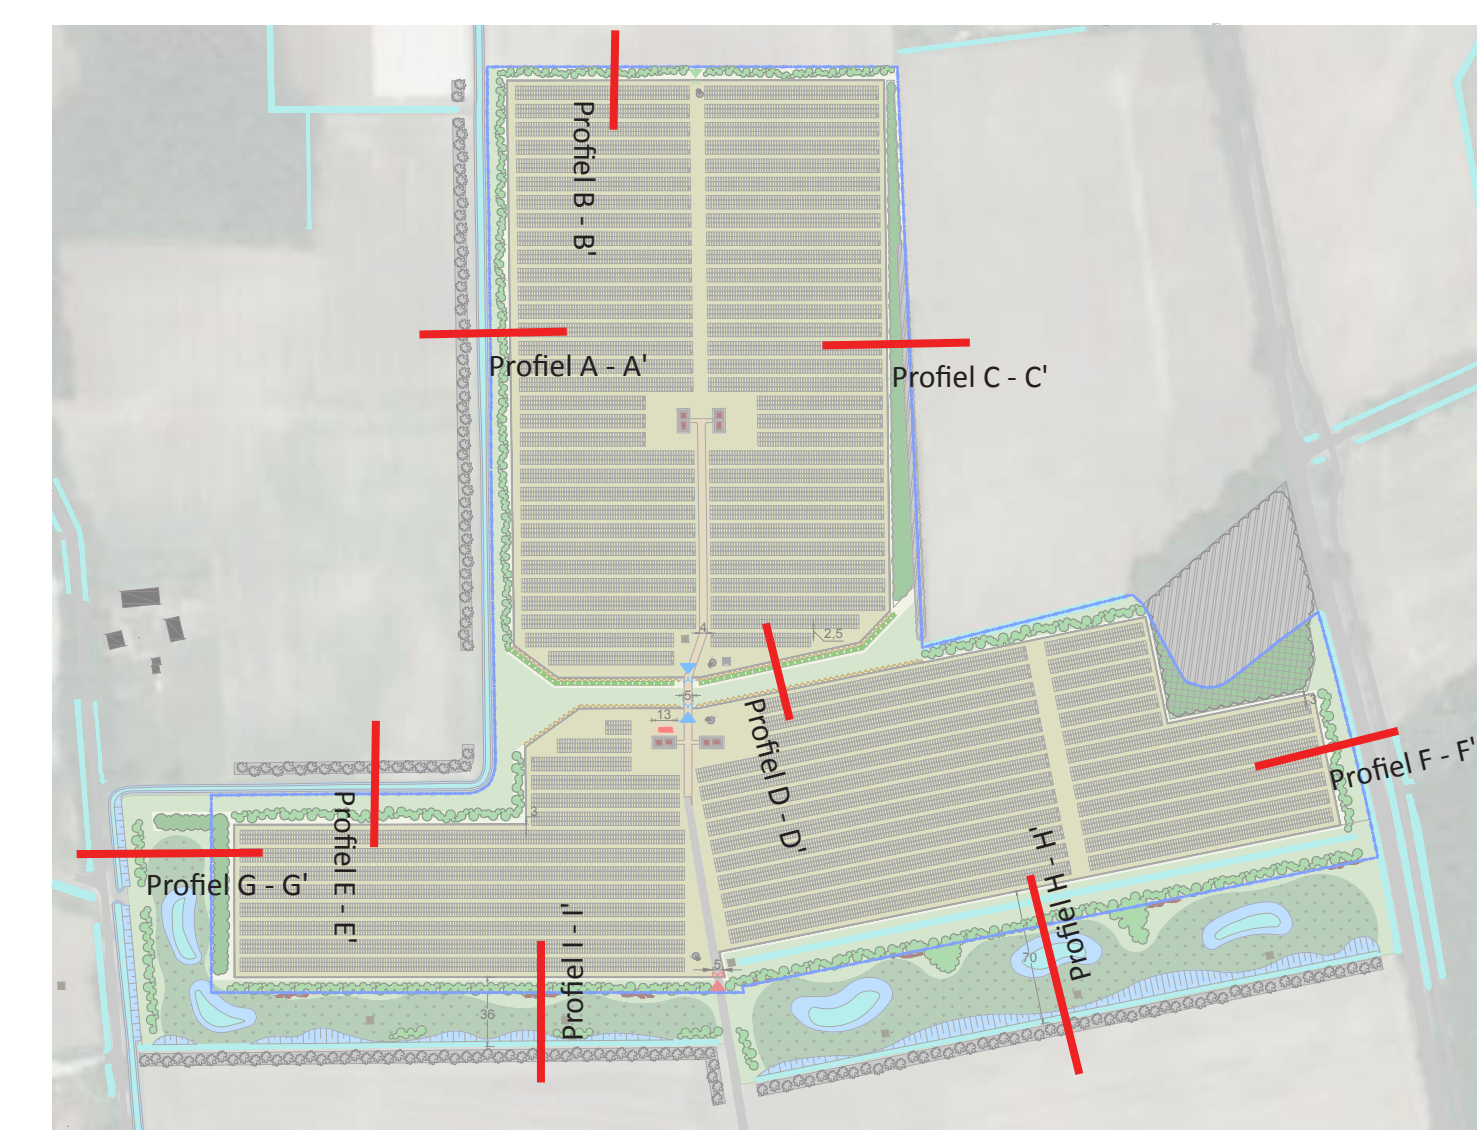 Profiel B - B'
Profiel A - A'
Profiel C - C'
4
2,5
5
13
Profiel D - D'
3
Profiel F - F'
3
Profiel E - E'
Profiel G - G'
Profiel H - H'
Profiel I - I'
5
70
36